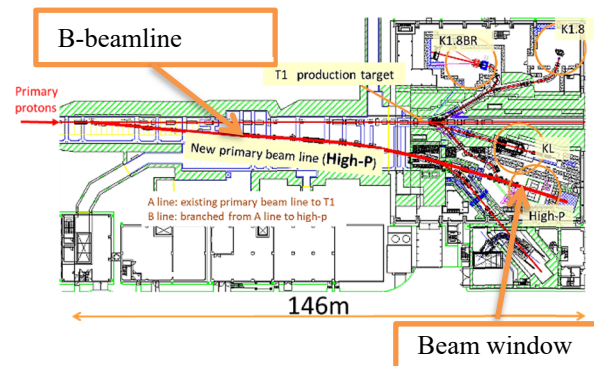 B-beamline
K1.8BR
K1.8
T1 production target
Primary
protons
KL
New primary beam line (High-P)
High-P
A line: existing primary beam line to T1
B line: branched from A line to high-p
146m
Beam window